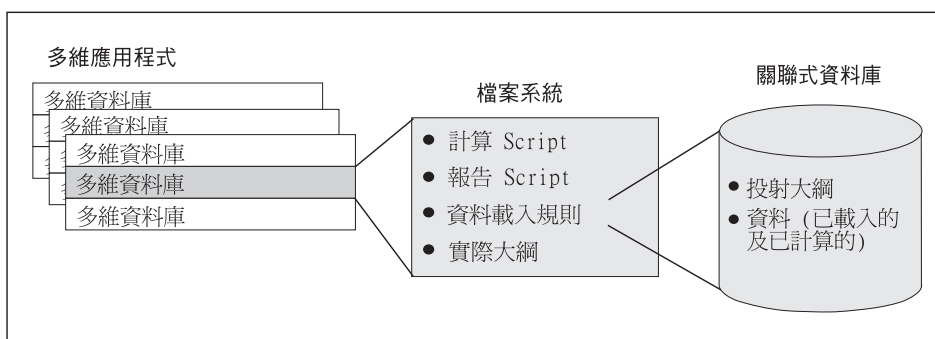 多維應用程式
多維資料庫
多維資料庫
多維資料庫
多維資料庫
多維資料庫
檔案系統
● 計算 Script
● 報告 Script
● 資料載入規則
● 實際大綱
關聯式資料庫
● 投射大綱
● 資料 (已載入的
及已計算的)